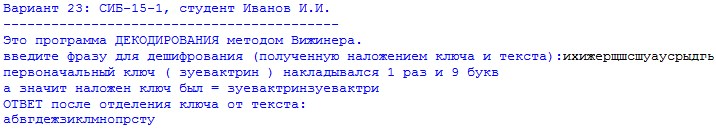 Вариант 23: СИБ-15-1, студент Иванов И.И.
------------------------------------------
Это программа ДЕКОДИРОВАНИЯ методом Вижинера.
введите фразу для дешифрования (полученную наложением ключа и текста):ихижерщшсшуаусрыдгь
первоначальный ключ ( зуевактрин ) накладывался 1 раз и 9 букв
а значит наложен ключ был = зуевактринзуевактри
ОТВЕТ после отделения ключа от текста:
абвгдежзиклмнопрсту